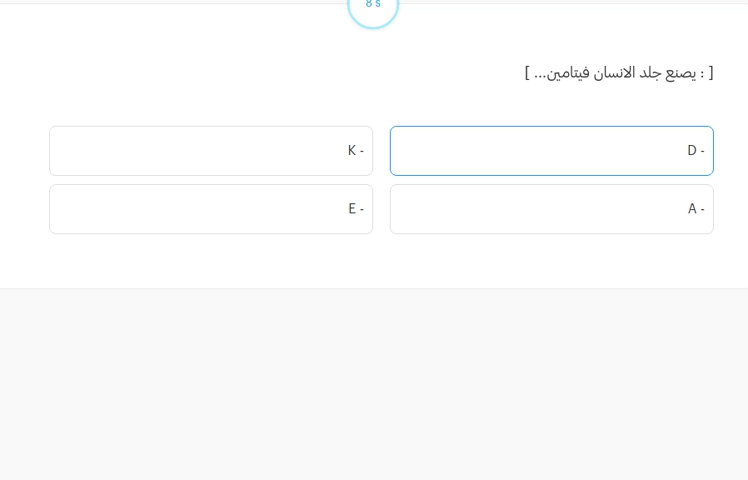 8 s
[ : يصنع جلد الانسان فيتامين... ]
- D
- K
- A
- E